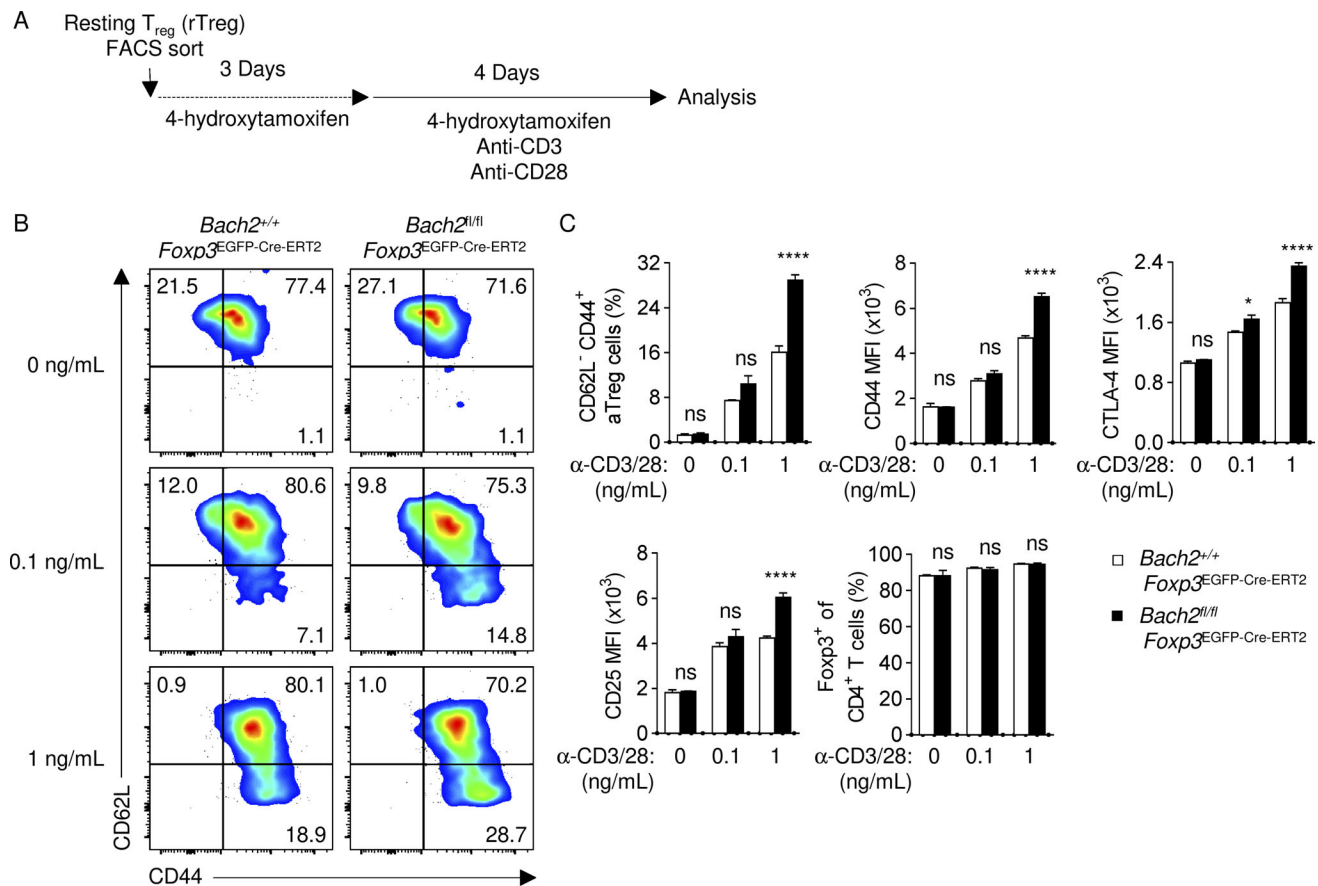 A
Resting Treg (rTreg)
FACS sort
3 Days
4-hydroxytamoxifen
4 Days
4-hydroxytamoxifen
Anti-CD3
Anti-CD28
Analysis
B
Bach2+/+
Foxp3EGFP-Cre-ERT2
Bach2fl/fl
Foxp3EGFP-Cre-ERT2
0 ng/mL
21.5 77.4
1.1
27.1 71.6
1.1
0.1 ng/mL
12.0 80.6
7.1
9.8 75.3
14.8
1 ng/mL
0.9 80.1
18.9
1.0 70.2
28.7
CD62L
CD44
C
CD62L- CD44+
aTreg cells (%)
32
24
16
8
0
ns
ns
****
α-CD3/28: 0 0.1 1
(ng/mL)
CD44 MFI (x10³)
8
6
4
2
0
ns
ns
****
α-CD3/28: 0 0.1 1
(ng/mL)
CTLA-4 MFI (x10³)
2.4
1.6
0.8
0.0
ns
*
****
α-CD3/28: 0 0.1 1
(ng/mL)
CD25 MFI (x10³)
8
6
4
2
0
ns
ns
****
α-CD3/28: 0 0.1 1
(ng/mL)
Foxp3+ of
CD4+ T cells (%)
100
80
60
40
20
0
ns
ns
ns
α-CD3/28: 0 0.1 1
(ng/mL)
Bach2+/+
Foxp3EGFP-Cre-ERT2
Bach2fl/fl
Foxp3EGFP-Cre-ERT2